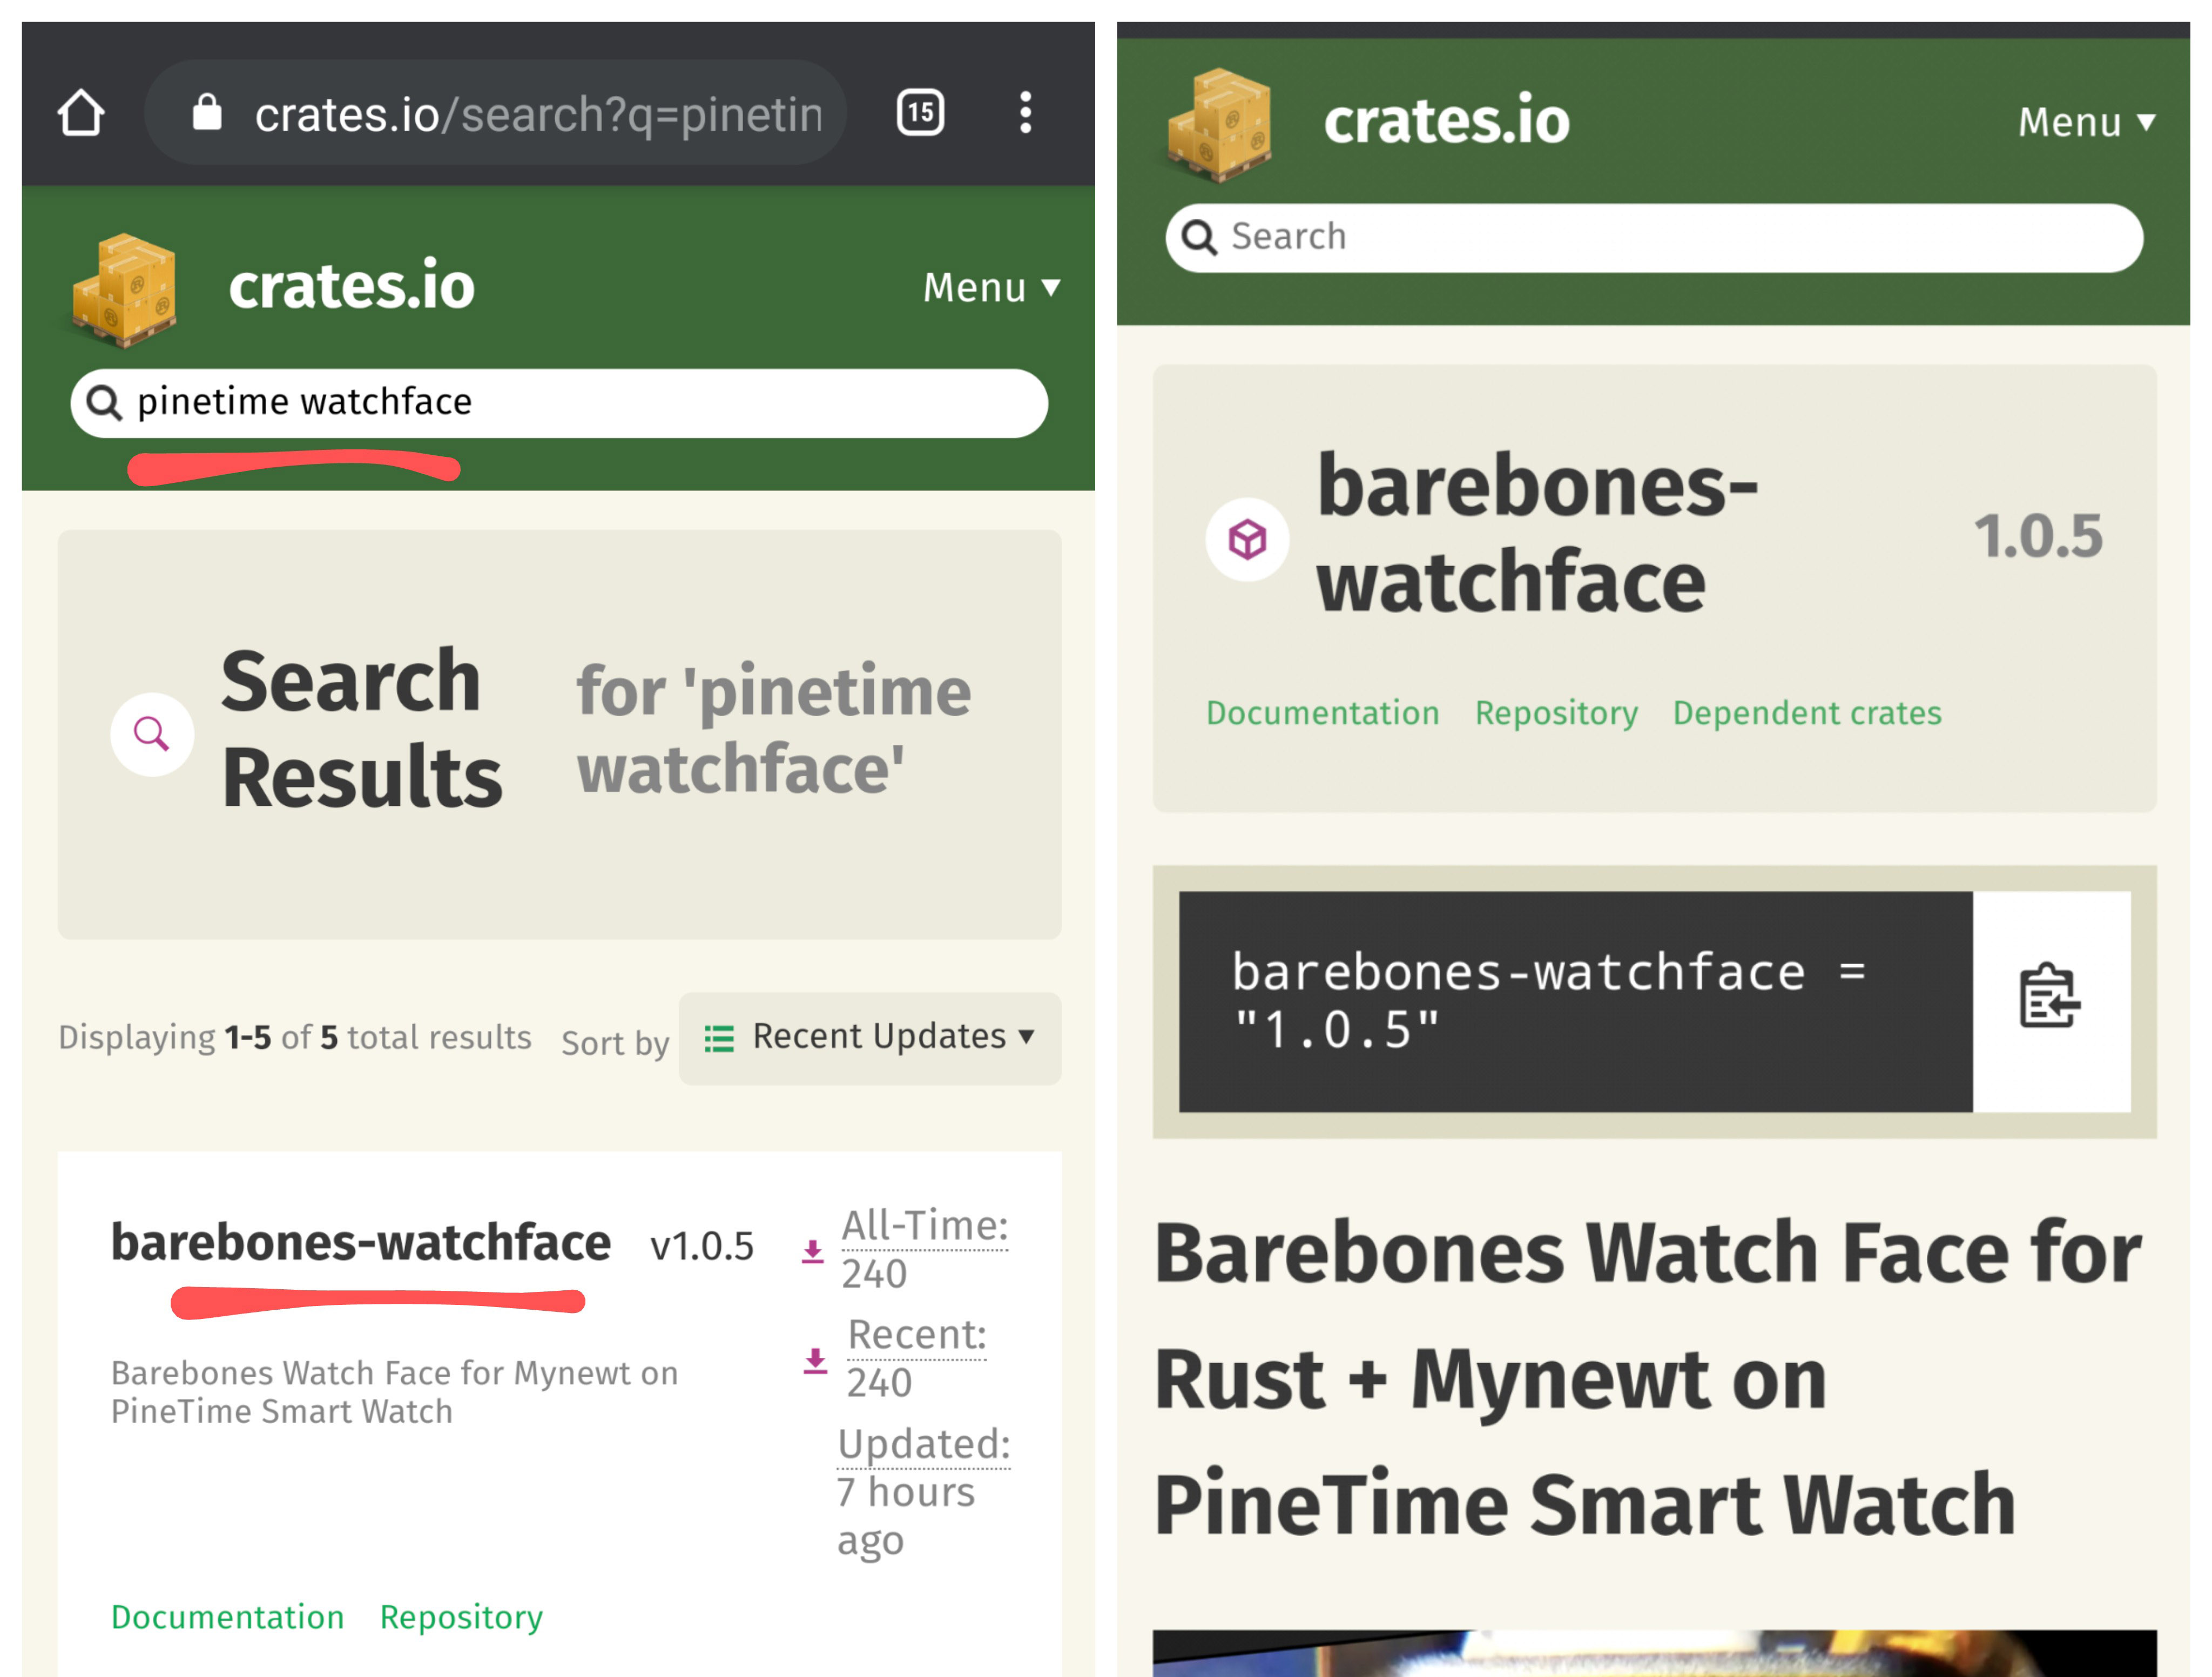 crates.io/search?q=pinetin
15
crates.io
Menu ▼
pinetime watchface
Search
Results
for 'pinetime
watchface'
Displaying 1-5 of 5 total results
Sort by
Recent Updates ▼
barebones-watchface v1.0.5
All-Time:
240
Recent:
240
Updated:
7 hours
ago
Barebones Watch Face for Mynewt on
PineTime Smart Watch
Documentation Repository
crates.io
Menu ▼
Search
barebones-
watchface
1.0.5
Documentation Repository Dependent crates
barebones-watchface =
"1.0.5"
Barebones Watch Face for
Rust + Mynewt on
PineTime Smart Watch